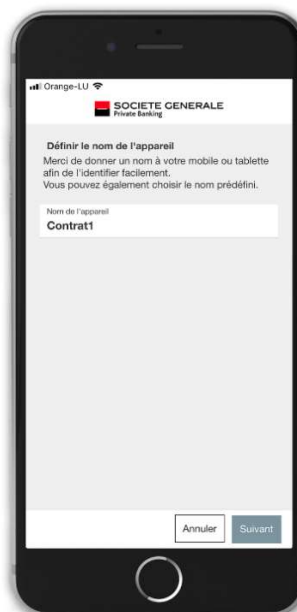 Orange-LU
SOCIETE GENERALE
Private Banking
Définir le nom de l'appareil
Merci de donner un nom à votre mobile ou tablette
afin de l'identifier facilement.
Vous pouvez également choisir le nom prédéfini.
Nom de l'appareil
Contrat1
Annuler
Suivant